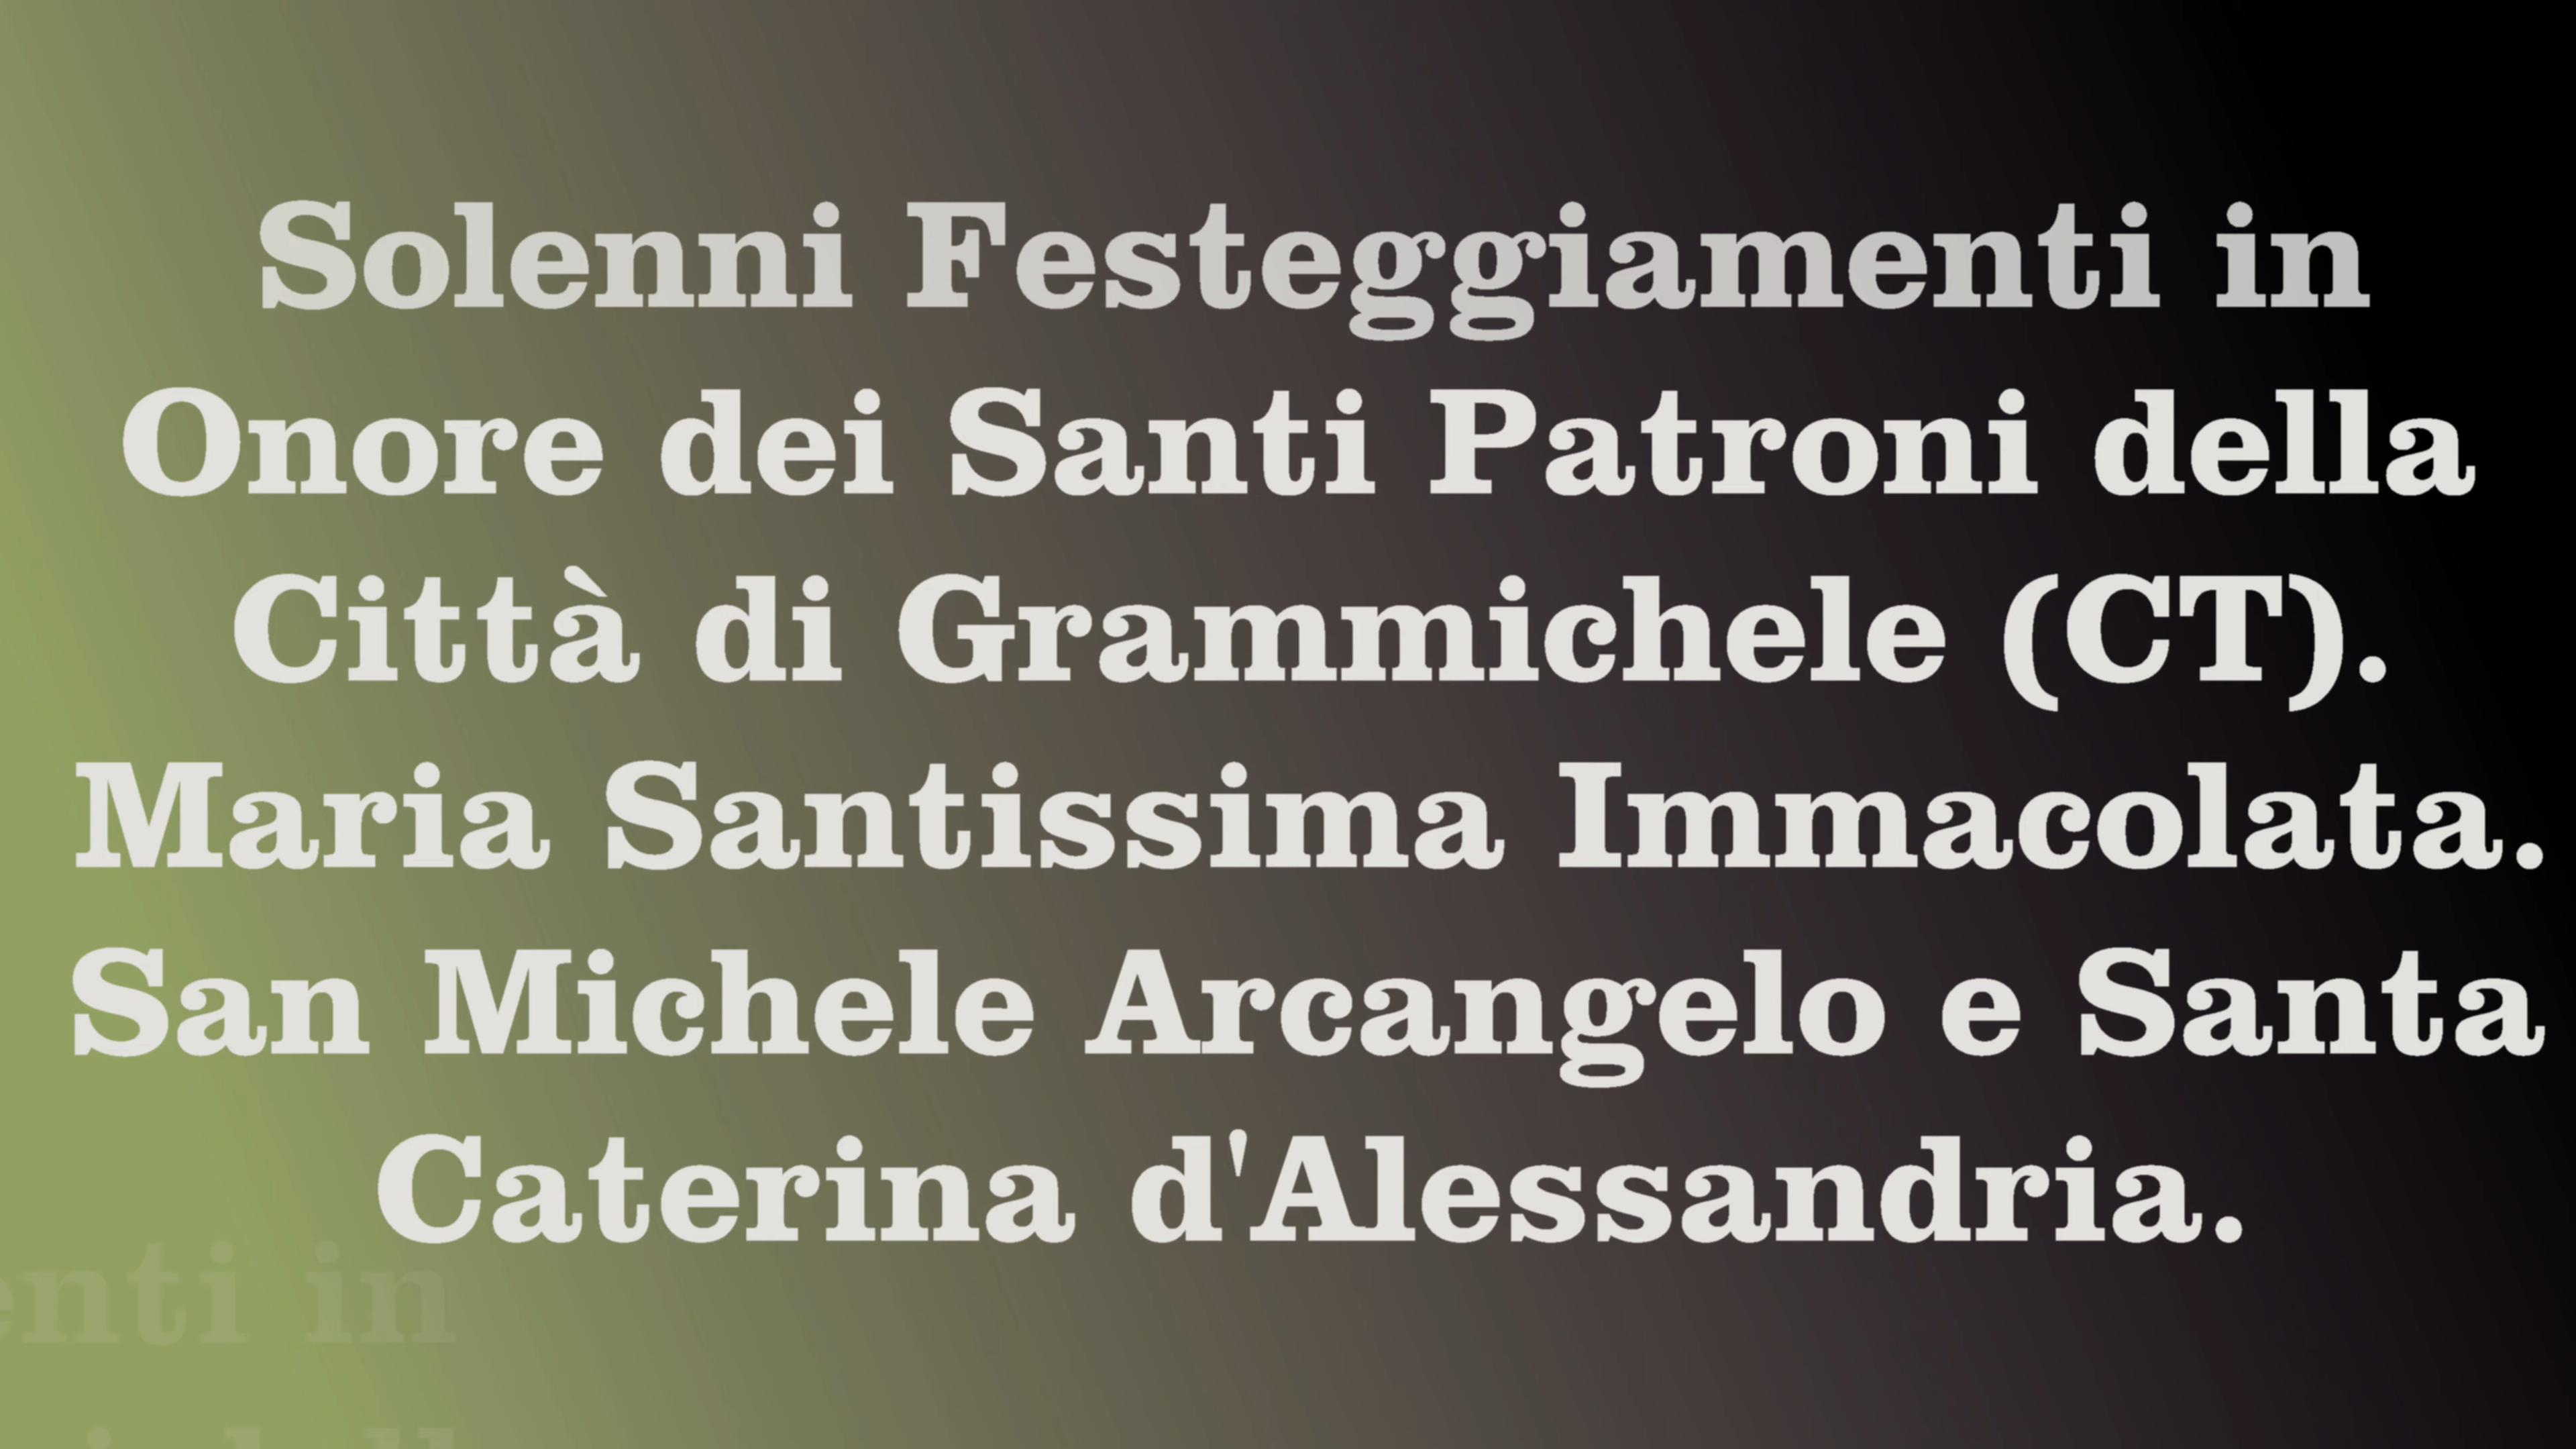 Solenni Festeggiamenti in
Onore dei Santi Patroni della
Città di Grammichele (CT).
Maria Santissima Immacolata.
San Michele Arcangelo e Santa
Caterina d'Alessandria.
enti in